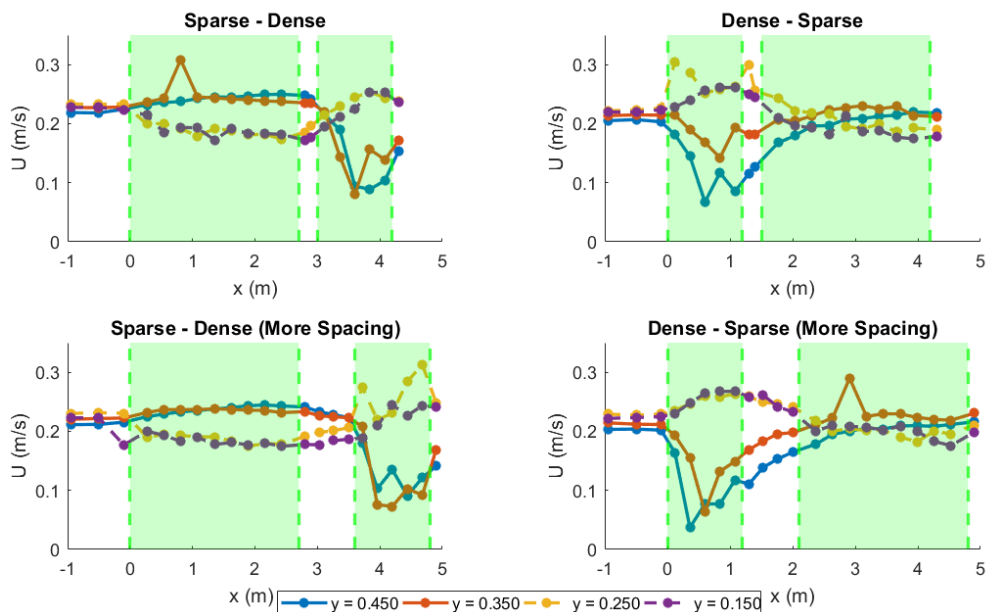 Sparse - Dense
0.3
0.2
0.1
0
U (m/s)
-1 0 1 2 3 4 5
x (m)
Dense - Sparse
0.3
0.2
0.1
0
U (m/s)
-1 0 1 2 3 4 5
x (m)
Sparse - Dense (More Spacing)
0.3
0.2
0.1
0
U (m/s)
-1 0 1 2 3 4 5
x (m)
Dense - Sparse (More Spacing)
0.3
0.2
0.1
0
U (m/s)
-1 0 1 2 3 4 5
x (m)
y = 0.450 y = 0.350 y = 0.250 y = 0.150